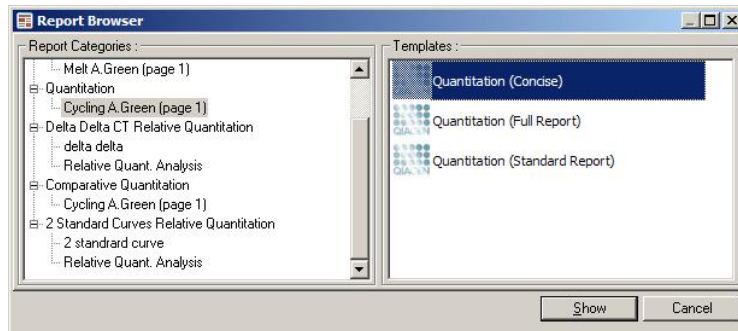 Report Browser
Report Categories :
Melt A.Green (page 1)
Quantitation
Cycling A.Green (page 1)
Delta Delta CT Relative Quantitation
delta delta
Relative Quant. Analysis
Comparative Quantitation
Cycling A.Green (page 1)
2 Standard Curves Relative Quantitation
2 standrard curve
Relative Quant. Analysis
Templates :
Quantitation (Concise)
QIAGEN
Quantitation (Full Report)
QIAGEN
Quantitation (Standard Report)
Show
Cancel